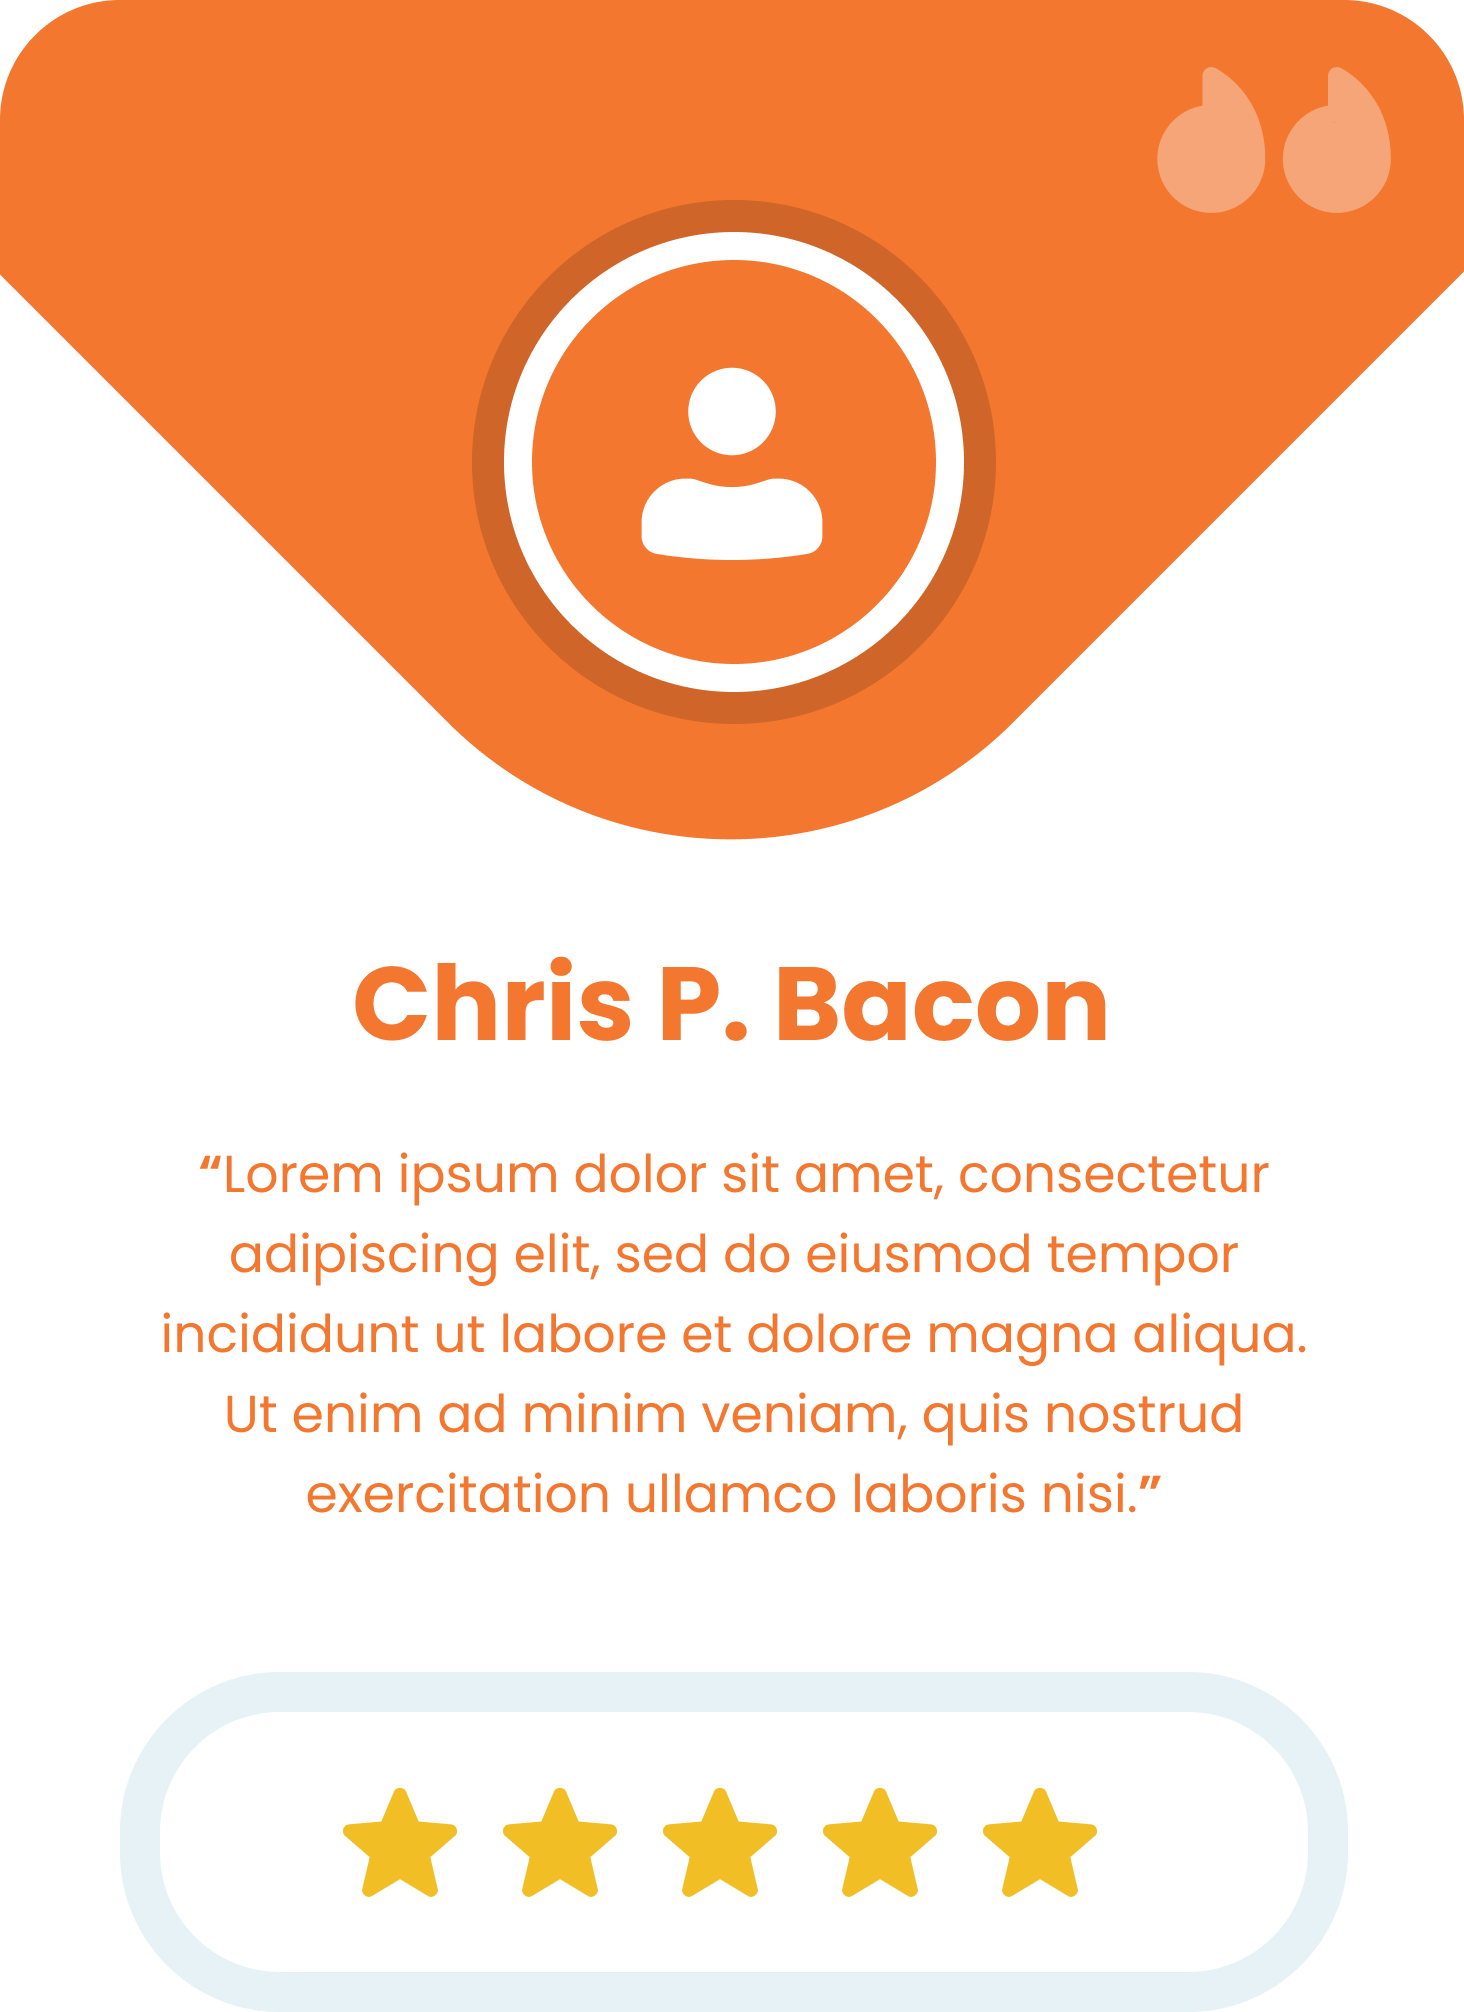 Chris P. Bacon
“Lorem ipsum dolor sit amet, consectetur
adipiscing elit, sed do eiusmod tempor
incididunt ut labore et dolore magna aliqua.
Ut enim ad minim veniam, quis nostrud
exercitation ullamco laboris nisi.”